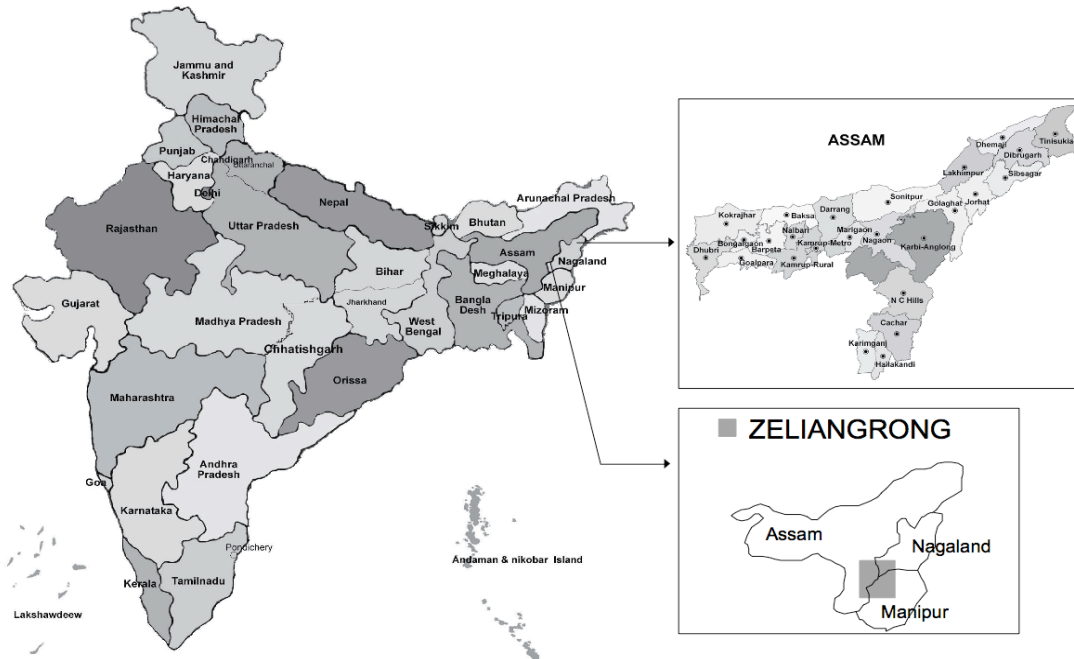 Jammu and
Kashmir
Himachal
Pradesh
Punjab
Chandigarh
Uttaranchal
Haryana
Delhi
Rajasthan
Uttar Pradesh
Nepal
Sikkim
Bhutan
Arunachal Pradesh
Assam
Nagaland
Meghalaya
Manipur
Bihar
Bangla
Desh
Tripura
Mizoram
Jharkhand
West
Bengal
Gujarat
Madhya Pradesh
Chhatishgarh
Orissa
Maharashtra
Andhra
Pradesh
Goa
Karnataka
Pondichery
Kerala
Tamilnadu
Lakshawdeew
Andaman & nikobar Island
ASSAM
Dhemaji
Tinisukia
Dibrugarh
Lakhimpur
Sibsagar
Sonitpur
Golaghat
Jorhat
Kokrajhar
Baksa
Darrang
Nalbari
Marigaon
Bongaigaon
Barpeta
Kamrup-Metro
Nagaon
Karbi-Anglong
Dhubri
Goalpara
Kamrup-Rural
N C Hills
Cachar
Karimganj
Hailakandi
ZELIANGRONG
Assam
Nagaland
Manipur